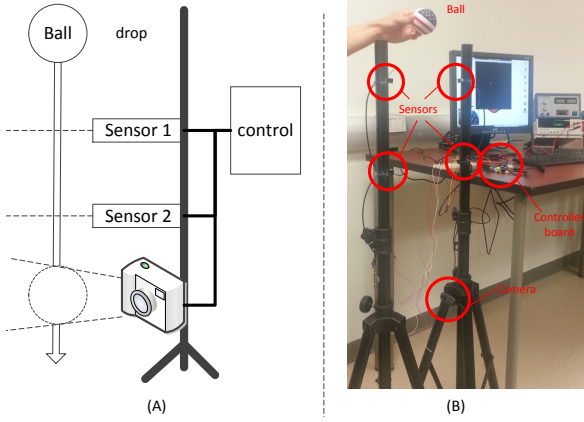 Ball
drop
Sensor 1
control
Sensor 2
(A)
Ball
Sensors
Controller
board
Camera
(B)